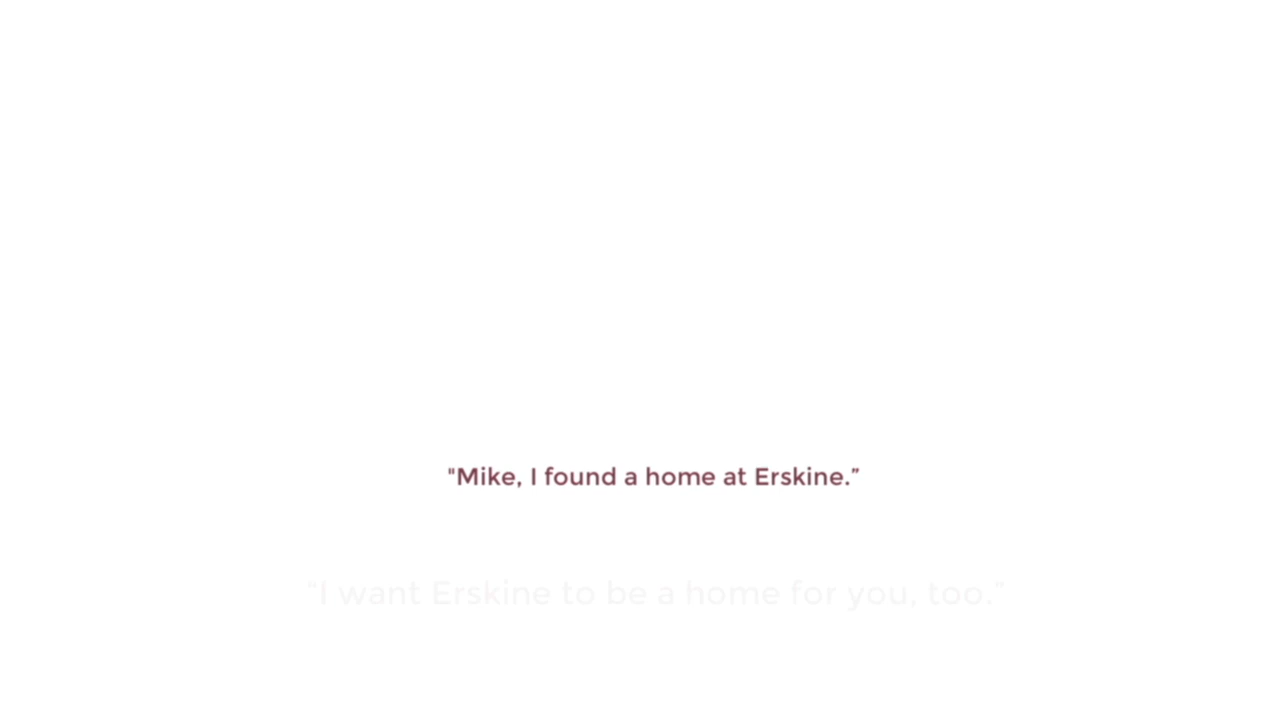 "Mike, I found a home at Erskine.”
“I want Erskine to be a home for you, too.”